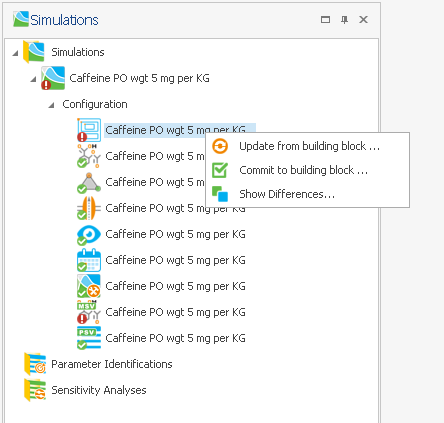 Simulations
Simulations
Caffeine PO wgt 5 mg per KG
Configuration
Caffeine PO wgt 5 mg per KG
Update from building block ...
Caffeine PO wgt 5 m
Commit to building block ...
Caffeine PO wgt 5 m
Show Differences...
Caffeine PO wgt 5 mg per KG
Caffeine PO wgt 5 mg per KG
Caffeine PO wgt 5 mg per KG
Caffeine PO wgt 5 mg per KG
MSV
Caffeine PO wgt 5 mg per KG
PSV
Caffeine PO wgt 5 mg per KG
Parameter Identifications
Sensitivity Analyses